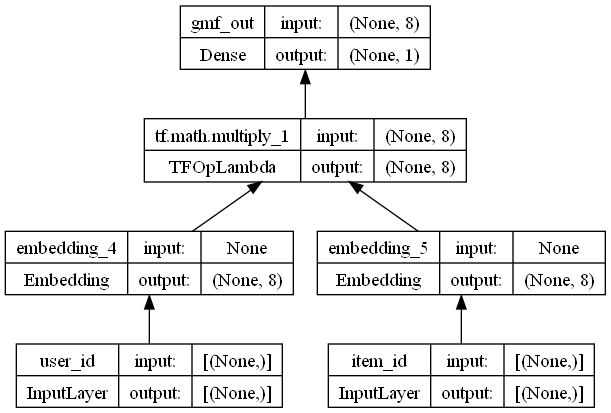 gmf_out input: (None, 8)
Dense output: (None, 1)
tf.math.multiply_1 input: (None, 8)
TFOpLambda output: (None, 8)
embedding_4 input: None
Embedding output: (None, 8)
embedding_5 input: None
Embedding output: (None, 8)
user_id input: [(None,)]
InputLayer output: [(None,)]
item_id input: [(None,)]
InputLayer output: [(None,)]